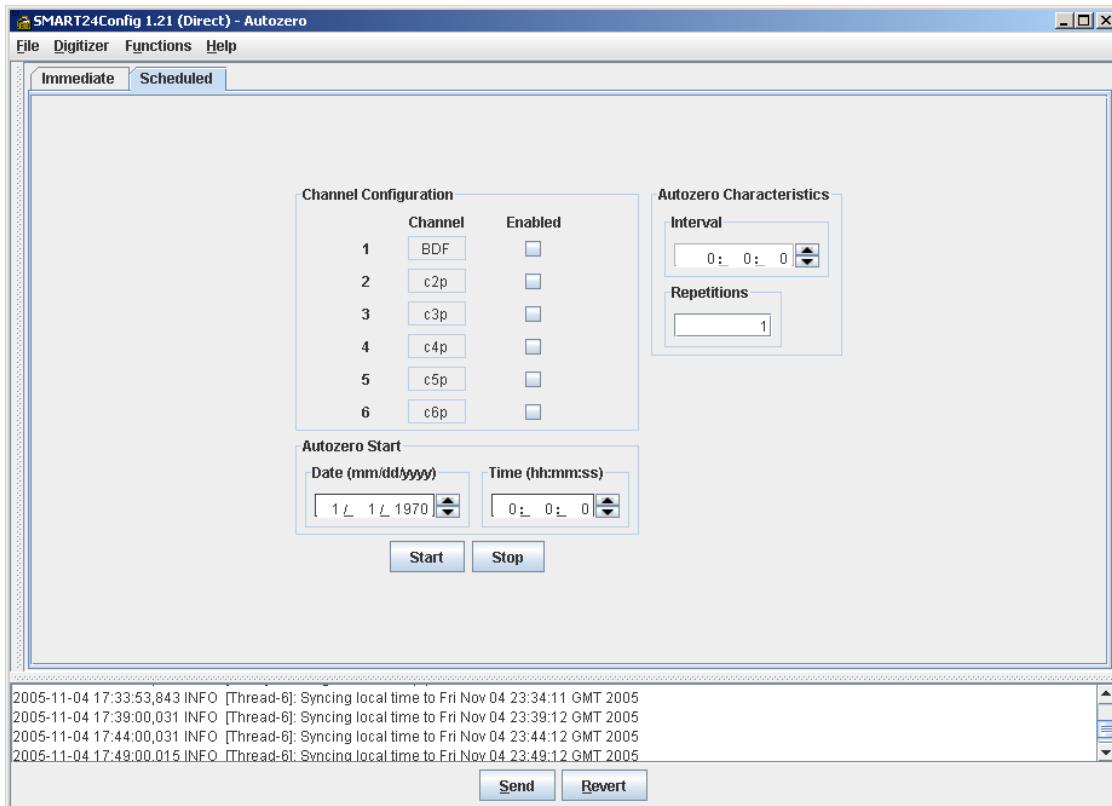 SMART24Config 1.21 (Direct) - Autozero
File Digitizer Functions Help
Immediate Scheduled
Channel Configuration
Channel Enabled
1 BDF
2 c2p
3 c3p
4 c4p
5 c5p
6 c6p
Autozero Characteristics
Interval
0: 0: 0
Repetitions
1
Autozero Start
Date (mm/dd/yyyy) Time (hh:mm:ss)
1/ 1/ 1970 0: 0: 0
Start Stop
2005-11-04 17:33:53,843 INFO [Thread-6]: Syncing local time to Fri Nov 04 23:34:11 GMT 2005
2005-11-04 17:39:00,031 INFO [Thread-6]: Syncing local time to Fri Nov 04 23:39:12 GMT 2005
2005-11-04 17:44:00,031 INFO [Thread-6]: Syncing local time to Fri Nov 04 23:44:12 GMT 2005
2005-11-04 17:49:00,015 INFO [Thread-6]: Syncing local time to Fri Nov 04 23:49:12 GMT 2005
Send Revert